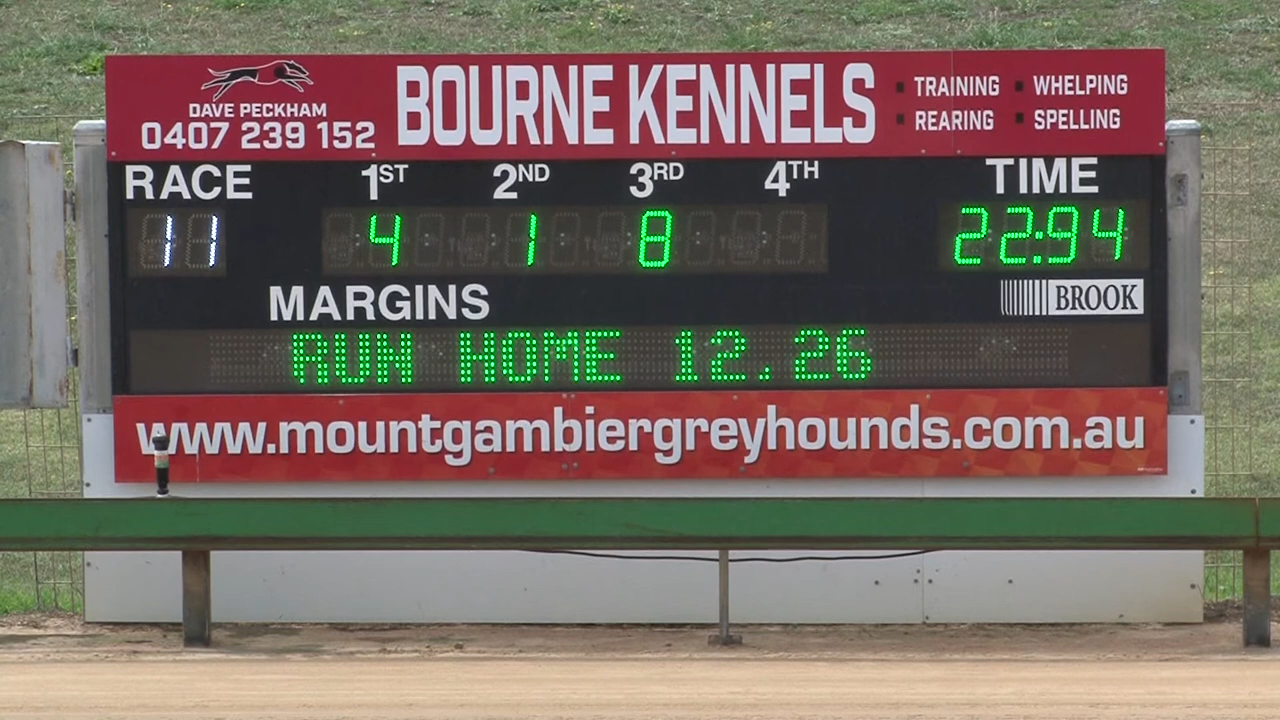 DAVE PECKHAM
0407 239 152
BOURNE KENNELS
TRAINING WHELPING
REARING SPELLING
RACE 1ST 2ND 3RD 4TH TIME
11 4 1 8 22:94
MARGINS
BROOK
RUN HOME 12.26
www.mountgambiergreyhounds.com.au